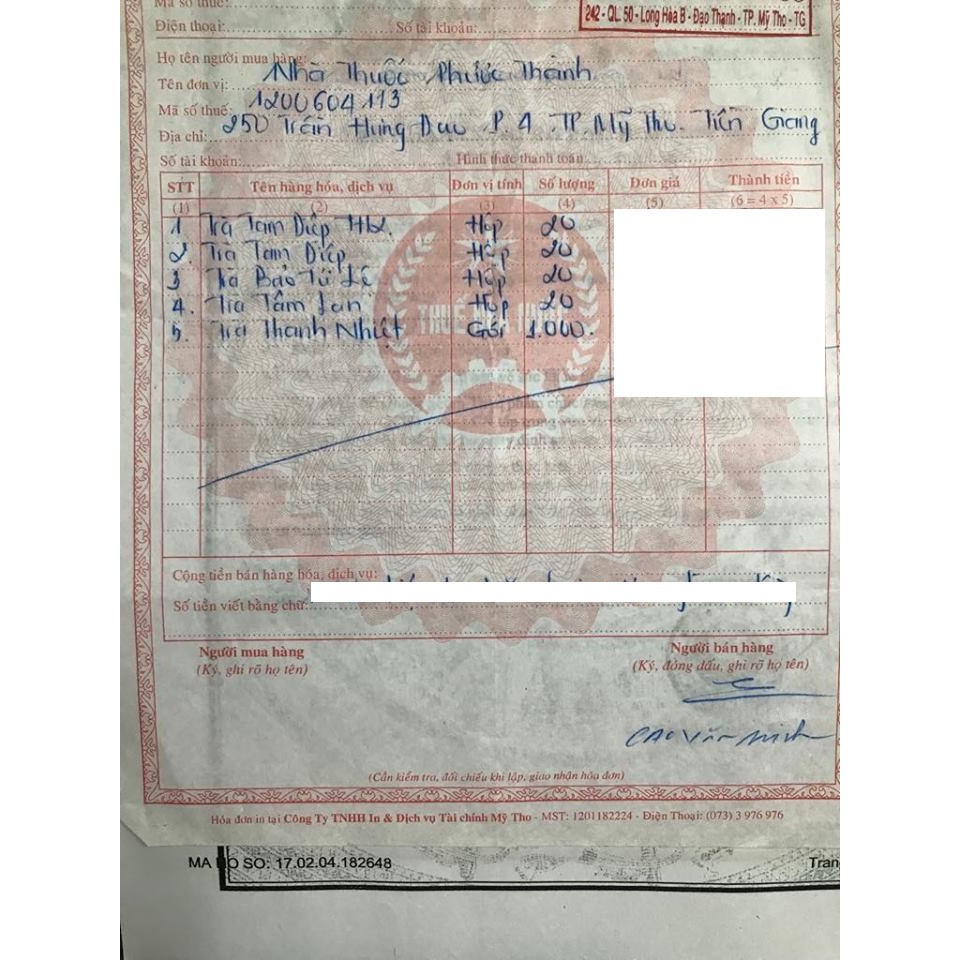 Mã số thuế:
242 - QL. 50 - Long Hòa B - Đạo Thạnh - TP. Mỹ Tho - TG
Điện thoại: Số tài khoản:
Họ tên người mua hàng:
Nhà Thuốc Phước Thành
Tên đơn vị:
Mã số thuế: 1200604113
Địa chỉ: 250 Trần Hưng Đạo P.4 TP. Mỹ Tho. Tiền Giang
Số tài khoản: Hình thức thanh toán:
STT Tên hàng hóa, dịch vụ Đơn vị tính Số lượng Đơn giá Thành tiền
(1) (2) (3) (4) (5) (6 = 4 x 5)
1 Trà Tam Diệp Hộp 20
2. Trà Tam Diệp Hộp 20
3 Trà Bảo Tử Lê Hộp 20
4. Trà Tâm Lan Hộp 20
5. Trà Thanh Nhiệt Gói 1.000.
Cộng tiền bán hàng hóa, dịch vụ:
Số tiền viết bằng chữ:
Người mua hàng Người bán hàng
(Ký, ghi rõ họ tên) (Ký, đóng dấu, ghi rõ họ tên)
Cao Văn Minh
(Cần kiểm tra, đối chiếu khi lập, giao nhận hóa đơn)
Hóa đơn in tại Công Ty TNHH In & Dịch vụ Tài chính Mỹ Tho - MST: 1201182224 - Điện Thoại: (073) 3 976 976
MA HO SO: 17.02.04.182648